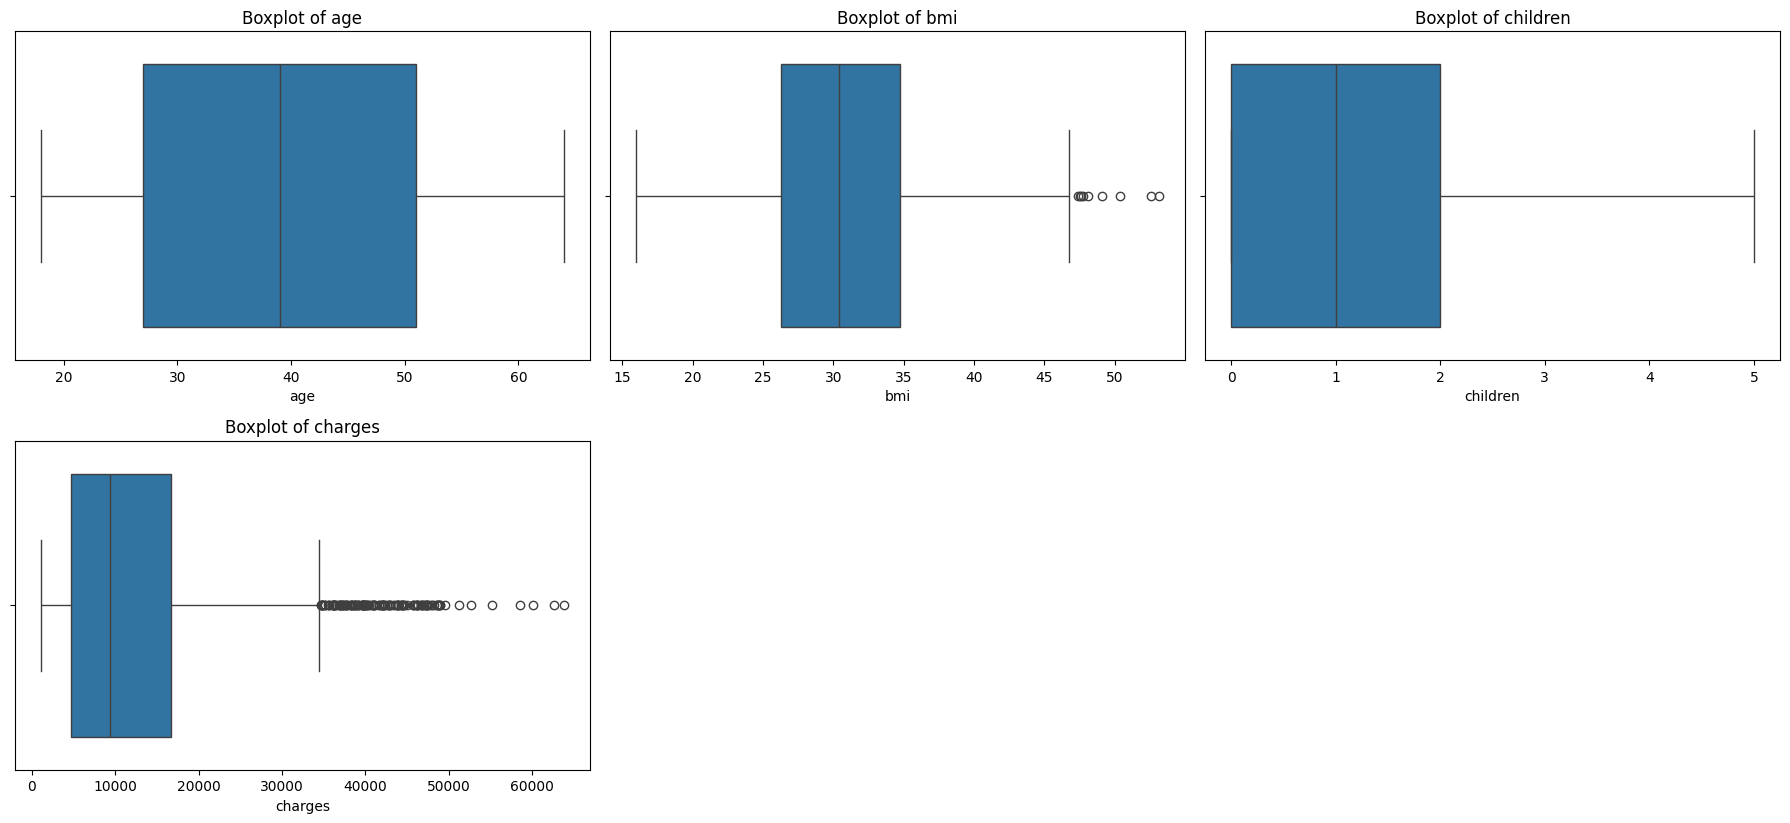 Boxplot of age
20 30 40 50 60
age
Boxplot of bmi
15 20 25 30 35 40 45 50
bmi
Boxplot of children
0 1 2 3 4 5
children
Boxplot of charges
0 10000 20000 30000 40000 50000 60000
charges